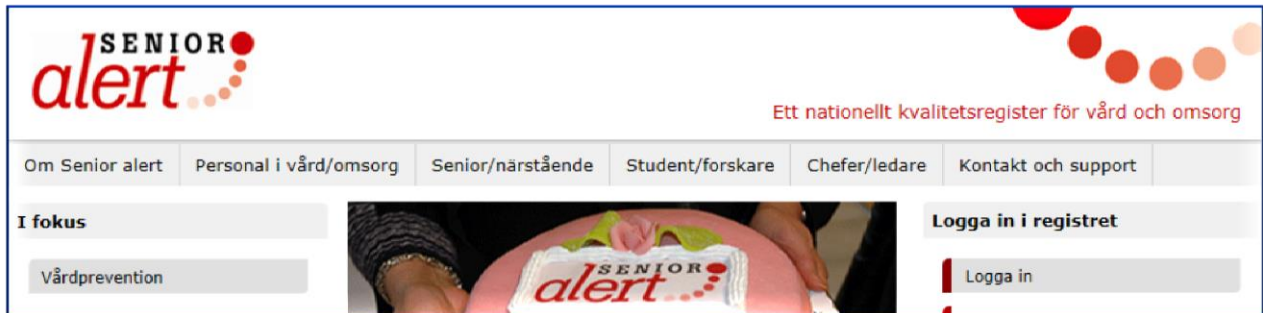 SENIOR
alert
Ett nationellt kvalitetsregister för vård och omsorg
Om Senior alert Personal i vård/omsorg Senior/närstående Student/forskare Chefer/ledare Kontakt och support
I fokus
Vårdprevention
SENIOR
alert
Logga in i registret
Logga in